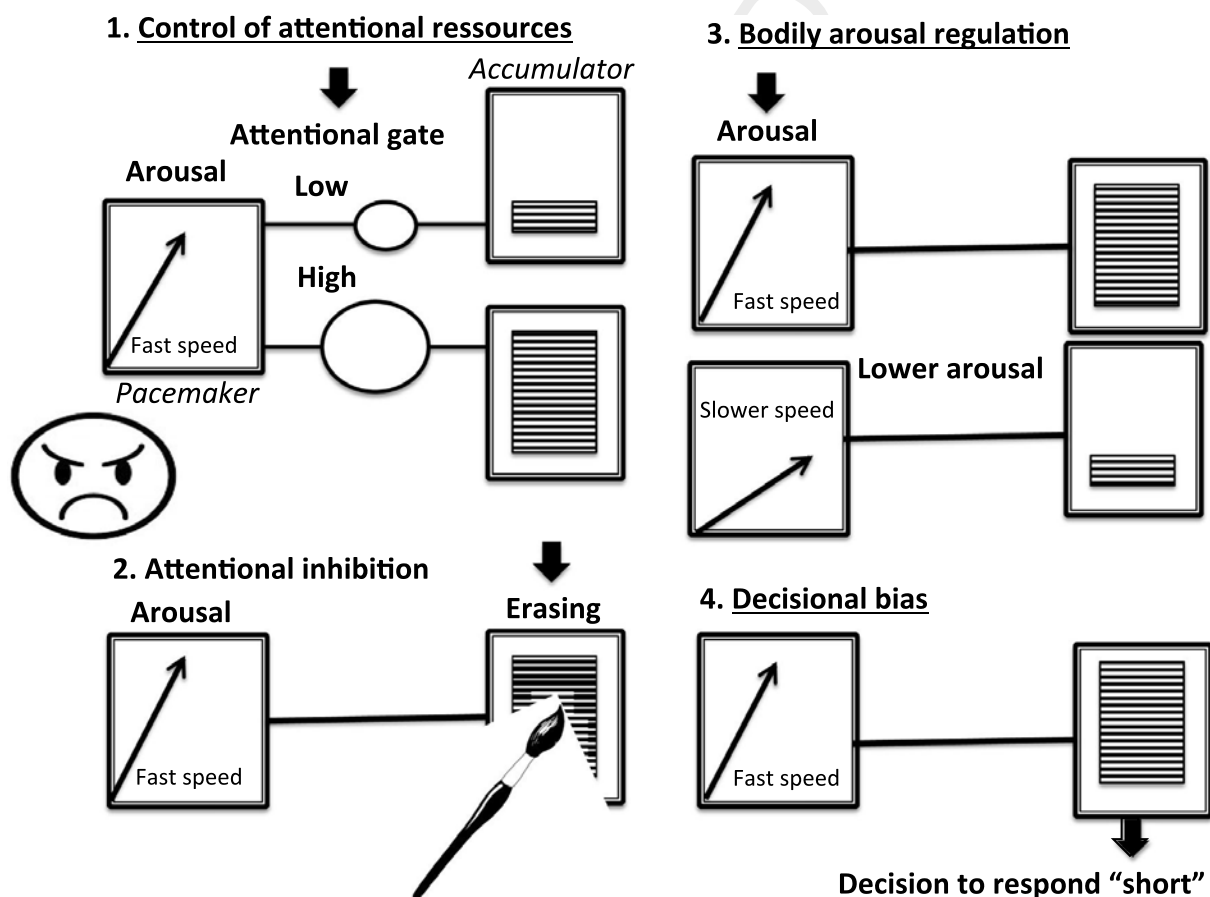 1. Control of attentional ressources
Accumulator
Attentional gate
Arousal
Low
High
Fast speed
Pacemaker
2. Attentional inhibition
Arousal
Erasing
Fast speed
3. Bodily arousal regulation
Arousal
Fast speed
Lower arousal
Slower speed
4. Decisional bias
Fast speed
Decision to respond “short”